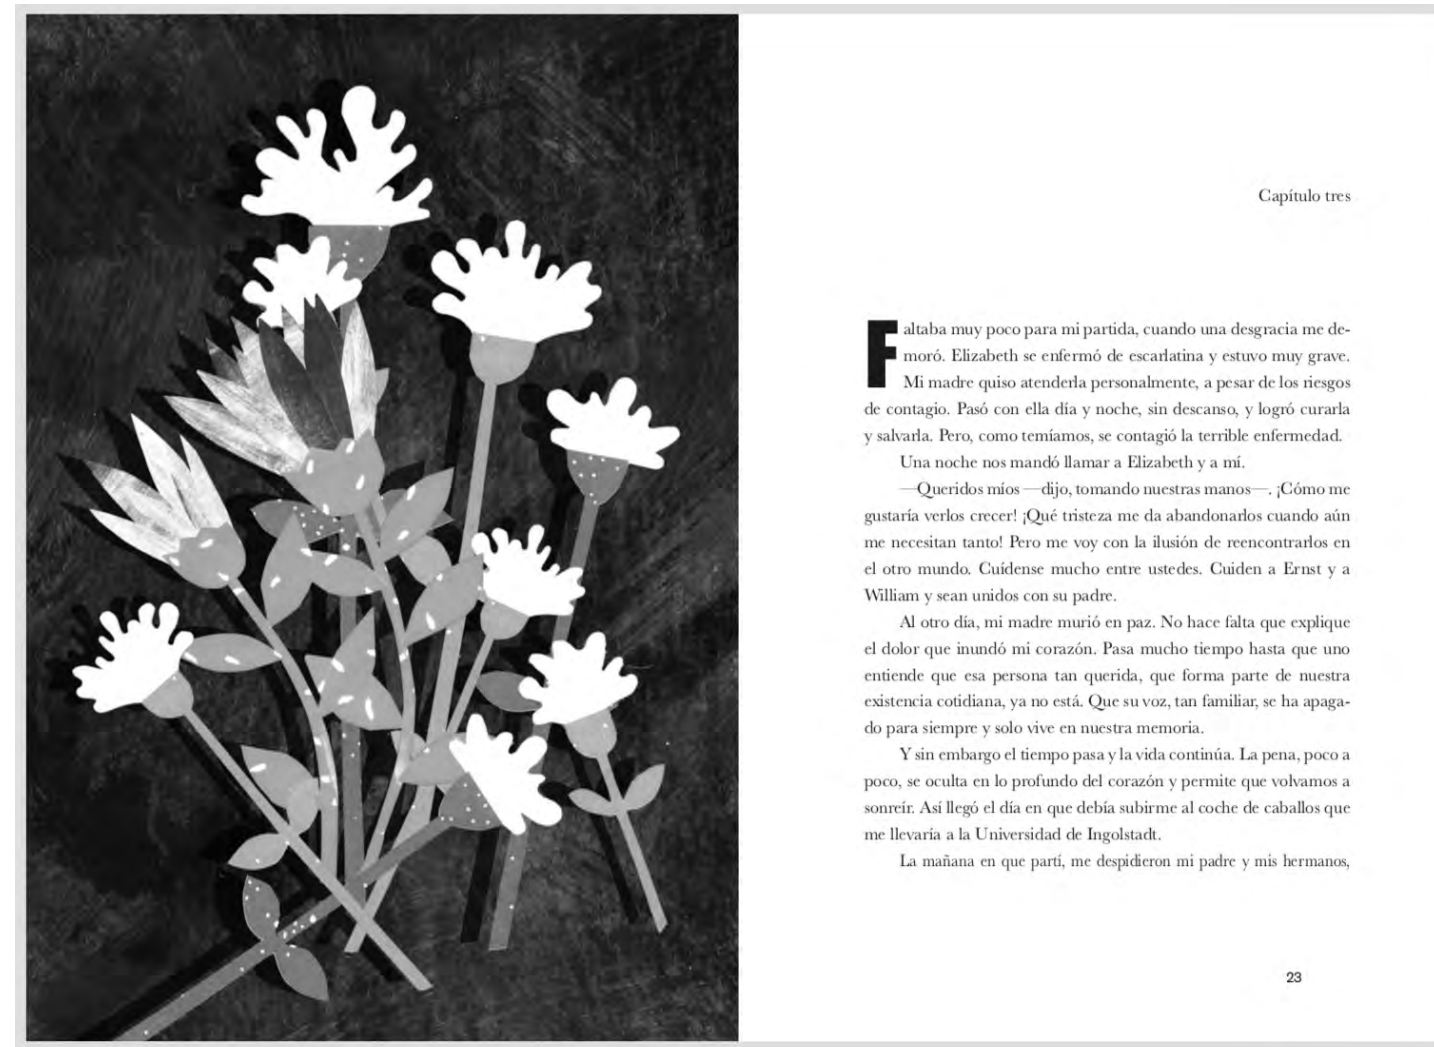 Capítulo tres
Faltaba muy poco para mi partida, cuando una desgracia me de-
moró. Elizabeth se enfermó de escarlatina y estuvo muy grave.
Mi madre quiso atenderla personalmente, a pesar de los riesgos
de contagio. Pasó con ella día y noche, sin descanso, y logró curarla
y salvarla. Pero, como temíamos, se contagió la terrible enfermedad.
Una noche nos mandó llamar a Elizabeth y a mí.
—Queridos míos —dijo, tomando nuestras manos—. ¡Cómo me
gustaría verlos crecer! ¡Qué tristeza me da abandonarlos cuando aún
me necesitan tanto! Pero me voy con la ilusión de reencontrarlos en
el otro mundo. Cuídense mucho entre ustedes. Cuiden a Ernst y a
William y sean unidos con su padre.
Al otro día, mi madre murió en paz. No hace falta que explique
el dolor que inundó mi corazón. Pasa mucho tiempo hasta que uno
entiende que esa persona tan querida, que forma parte de nuestra
existencia cotidiana, ya no está. Que su voz, tan familiar, se ha apaga-
do para siempre y solo vive en nuestra memoria.
Y sin embargo el tiempo pasa y la vida continúa. La pena, poco a
poco, se oculta en lo profundo del corazón y permite que volvamos a
sonreír. Así llegó el día en que debía subirme al coche de caballos que
me llevaría a la Universidad de Ingolstadt.
La mañana en que partí, me despidieron mi padre y mis hermanos,
23